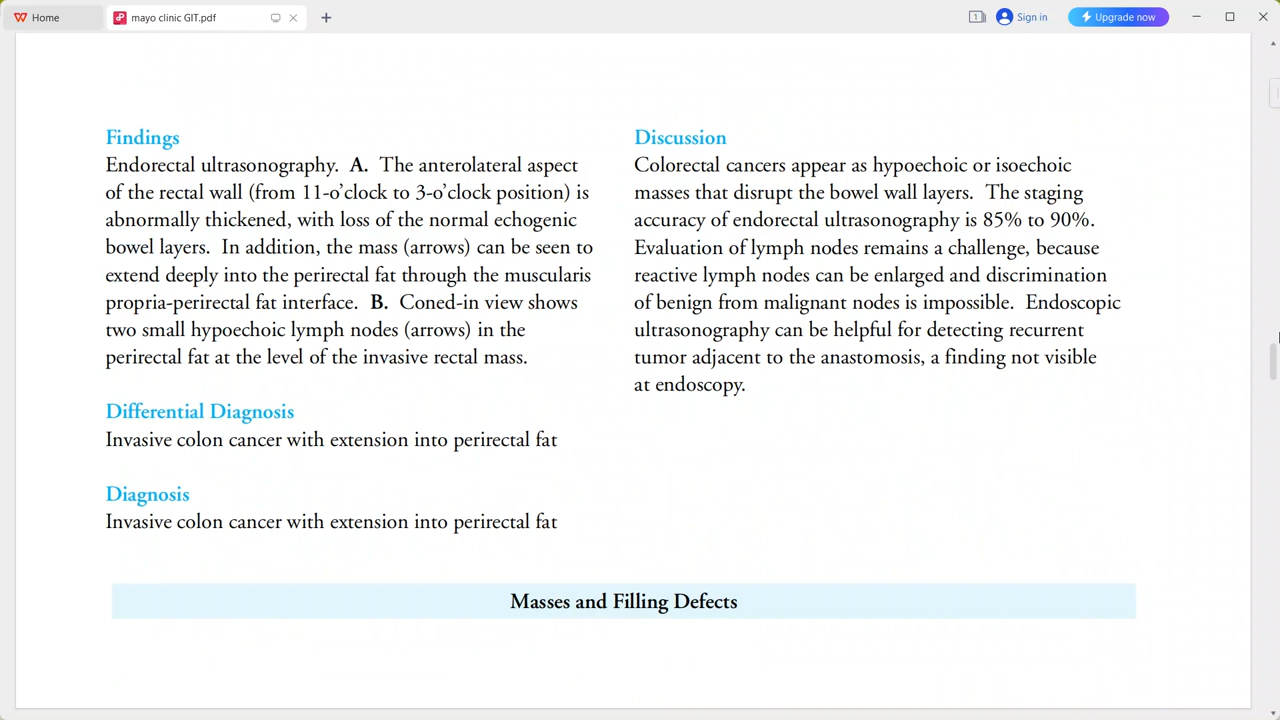 Home
mayo clinic GIT.pdf
1
Sign in
Upgrade now
Findings
Endorectal ultrasonography. A. The anterolateral aspect
of the rectal wall (from 11-o’clock to 3-o’clock position) is
abnormally thickened, with loss of the normal echogenic
bowel layers. In addition, the mass (arrows) can be seen to
extend deeply into the perirectal fat through the muscularis
propria-perirectal fat interface. B. Coned-in view shows
two small hypoechoic lymph nodes (arrows) in the
perirectal fat at the level of the invasive rectal mass.
Differential Diagnosis
Invasive colon cancer with extension into perirectal fat
Diagnosis
Invasive colon cancer with extension into perirectal fat
Discussion
Colorectal cancers appear as hypoechoic or isoechoic
masses that disrupt the bowel wall layers. The staging
accuracy of endorectal ultrasonography is 85% to 90%.
Evaluation of lymph nodes remains a challenge, because
reactive lymph nodes can be enlarged and discrimination
of benign from malignant nodes is impossible. Endoscopic
ultrasonography can be helpful for detecting recurrent
tumor adjacent to the anastomosis, a finding not visible
at endoscopy.
Masses and Filling Defects